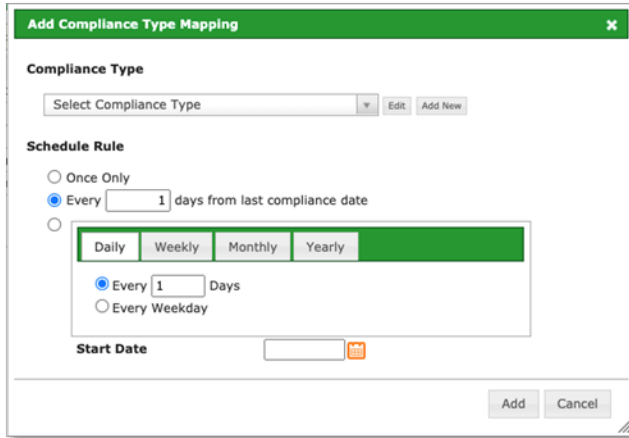 Add Compliance Type Mapping
Compliance Type
Select Compliance Type Edit Add New
Schedule Rule
Once Only
Every 1 days from last compliance date
Daily Weekly Monthly Yearly
Every 1 Days
Every Weekday
Start Date
Add Cancel